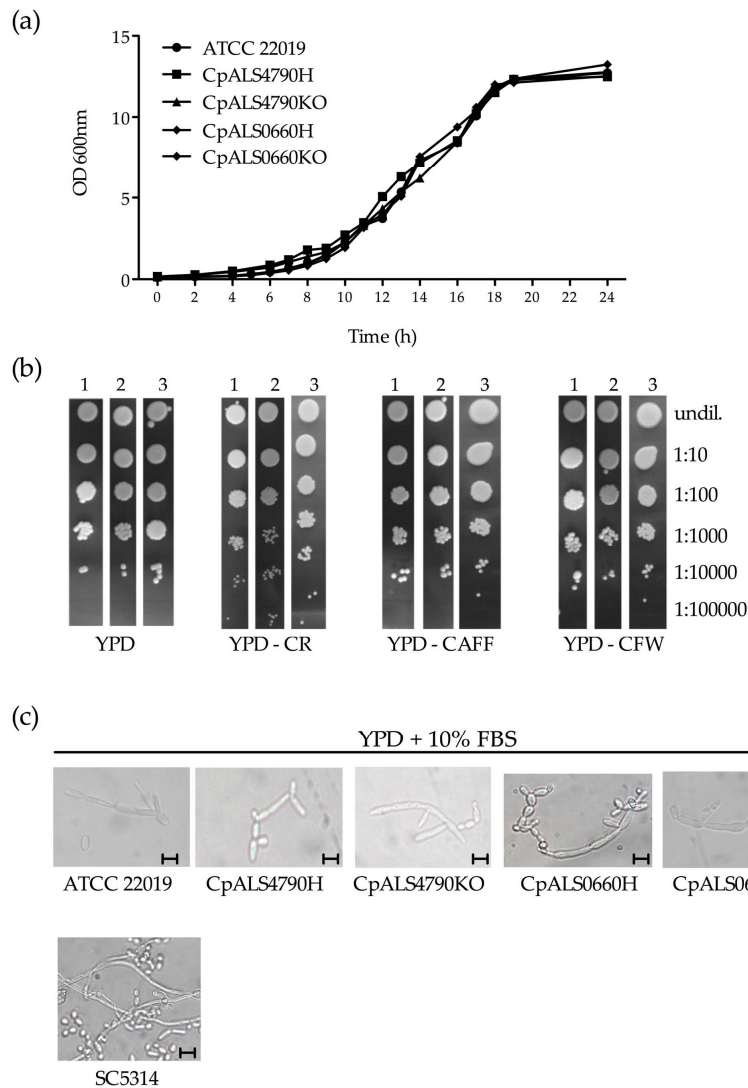 (a)
15
10
5
0
OD 600nm
ATCC 22019
CpALS4790H
CpALS4790KO
CpALS0660H
CpALS0660KO
0 2 4 6 8 10 12 14 16 18 20 22 24
Time (h)
(b)
1 2 3 1 2 3 1 2 3 1 2 3
undil.
1:10
1:100
1:1000
1:10000
1:100000
YPD YPD - CR YPD - CAFF YPD - CFW
(c)
YPD + 10% FBS
ATCC 22019 CpALS4790H CpALS4790KO CpALS0660H CpALS06
SC5314